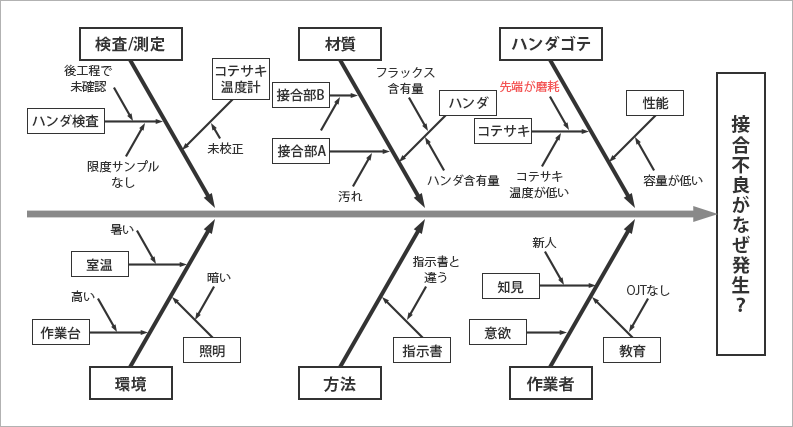 検査/測定
材質
ハンダゴテ
後工程で
未確認
ハンダ検査
限度サンプル
なし
コテサキ
温度計
未校正
接合部B
接合部A
汚れ
フラックス
含有量
ハンダ
ハンダ含有量
先端が磨耗
コテサキ
コテサキ
温度が低い
性能
容量が低い
接合不良がなぜ発生?
暑い
室温
高い
作業台
暗い
照明
環境
指示書と
違う
指示書
方法
新人
知見
意欲
OJTなし
教育
作業者